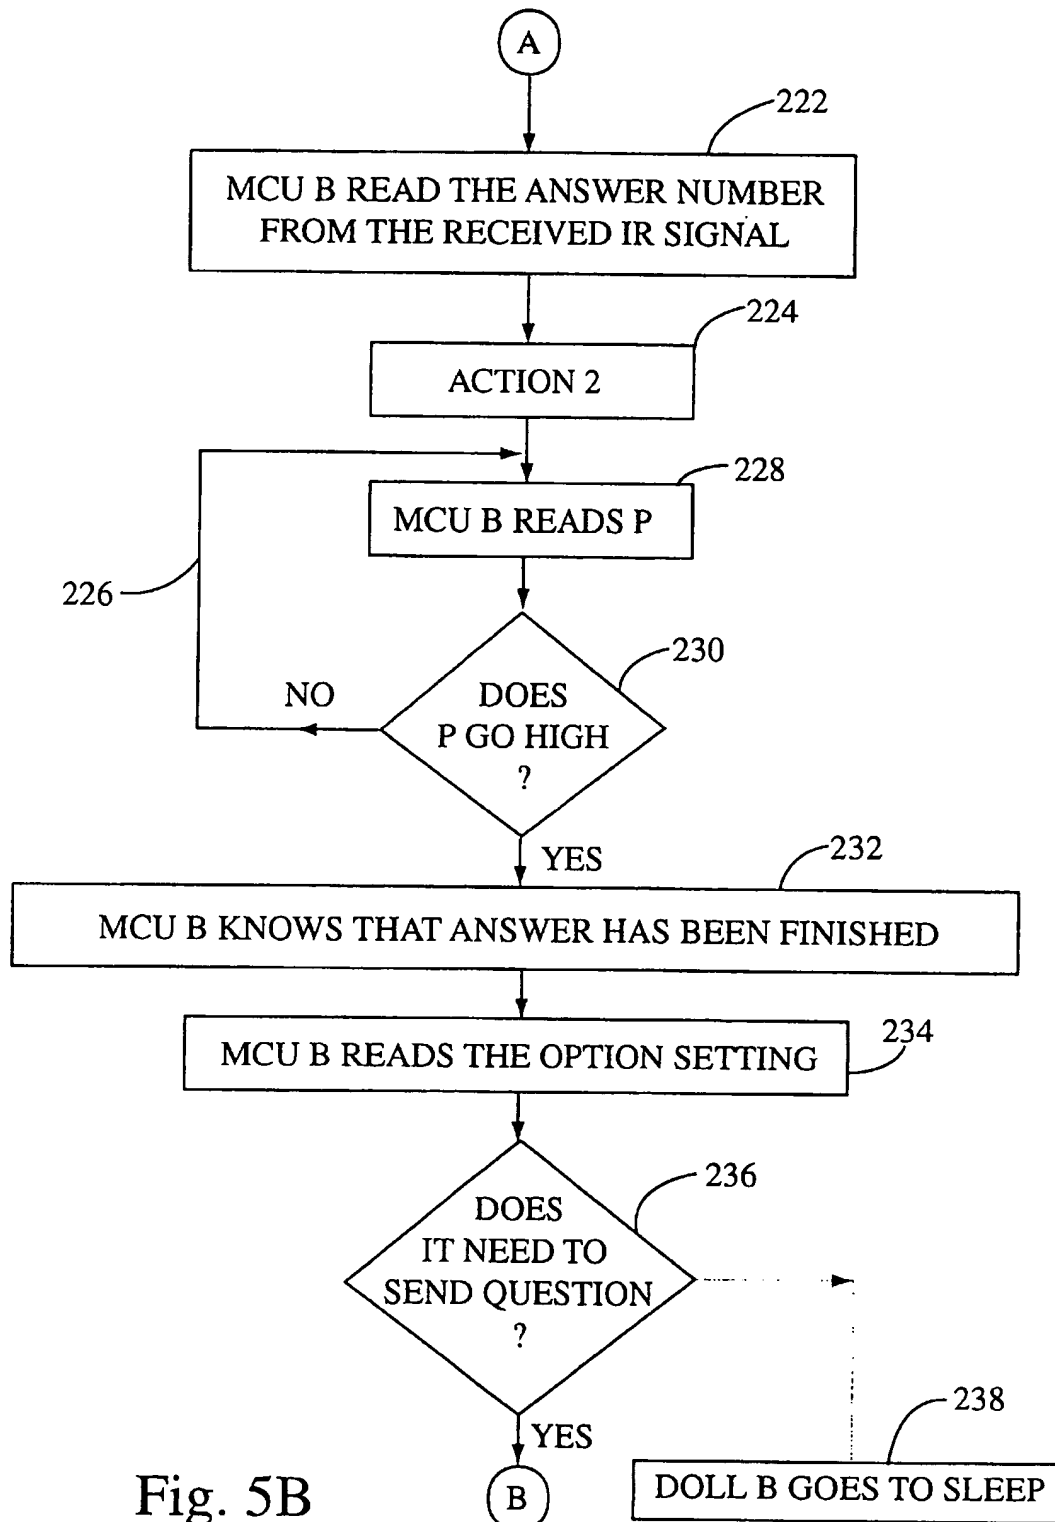 A
222
MCU B READ THE ANSWER NUMBER
FROM THE RECEIVED IR SIGNAL
224
ACTION 2
228
MCU B READS P
226
230
NO
DOES
P GO HIGH
?
YES
232
MCU B KNOWS THAT ANSWER HAS BEEN FINISHED
234
MCU B READS THE OPTION SETTING
236
DOES
IT NEED TO
SEND QUESTION
?
YES
238
B
DOLL B GOES TO SLEEP
Fig. 5B